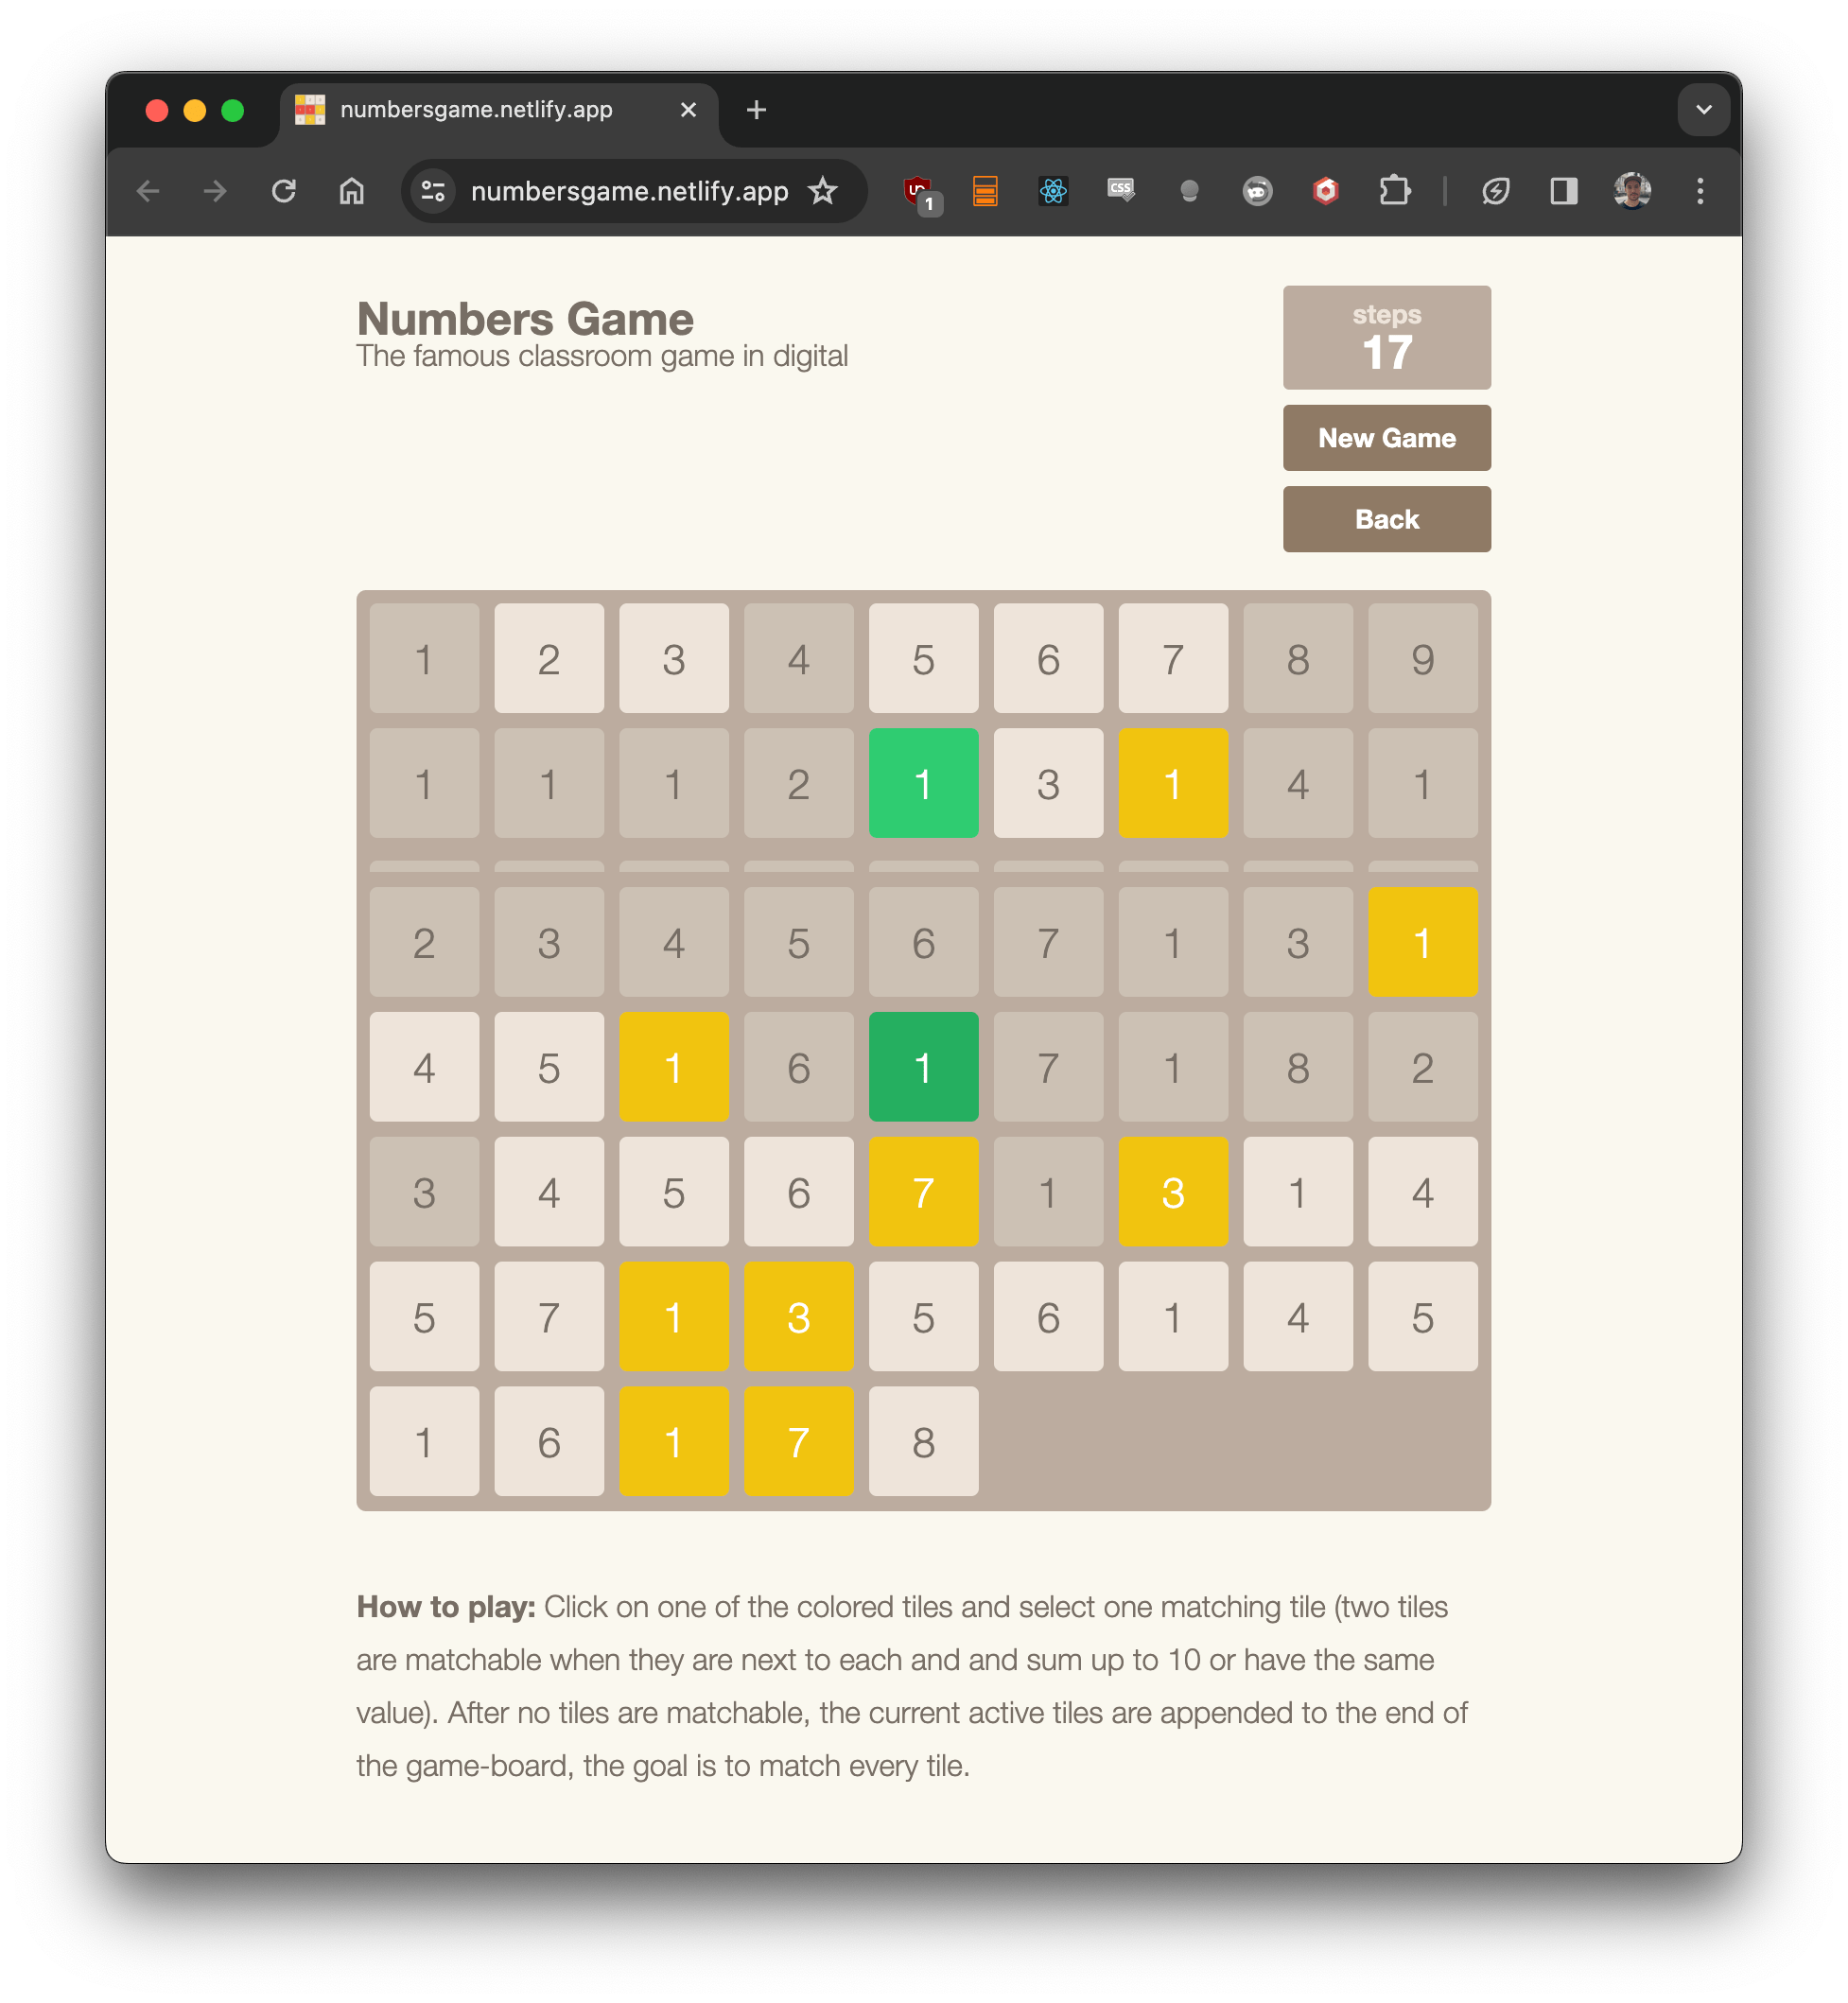 numbersgame.netlify.app
numbersgame.netlify.app
1
Numbers Game
The famous classroom game in digital
steps
17
New Game
Back
1 2 3 4 5 6 7 8 9
1 1 1 2 1 3 1 4 1
2 3 4 5 6 7 1 3 1
4 5 1 6 1 7 1 8 2
3 4 5 6 7 1 3 1 4
5 7 1 3 5 6 1 4 5
1 6 1 7 8
How to play: Click on one of the colored tiles and select one matching tile (two tiles
are matchable when they are next to each and and sum up to 10 or have the same
value). After no tiles are matchable, the current active tiles are appended to the end of
the game-board, the goal is to match every tile.